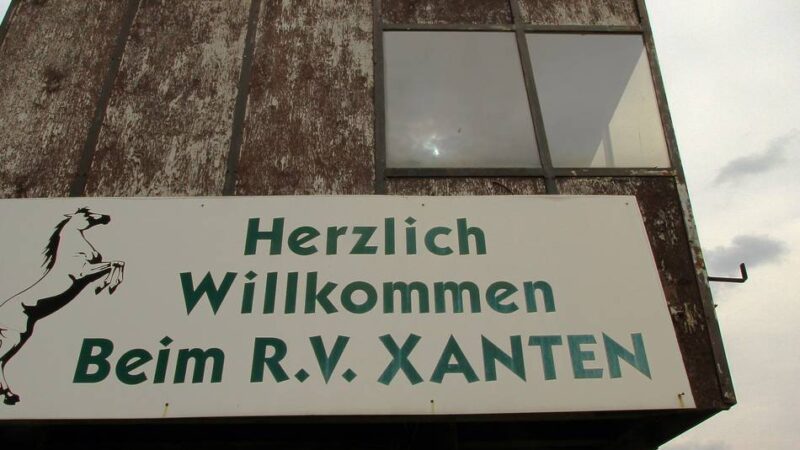 Herzlich
Willkommen
Beim R.V. XANTEN